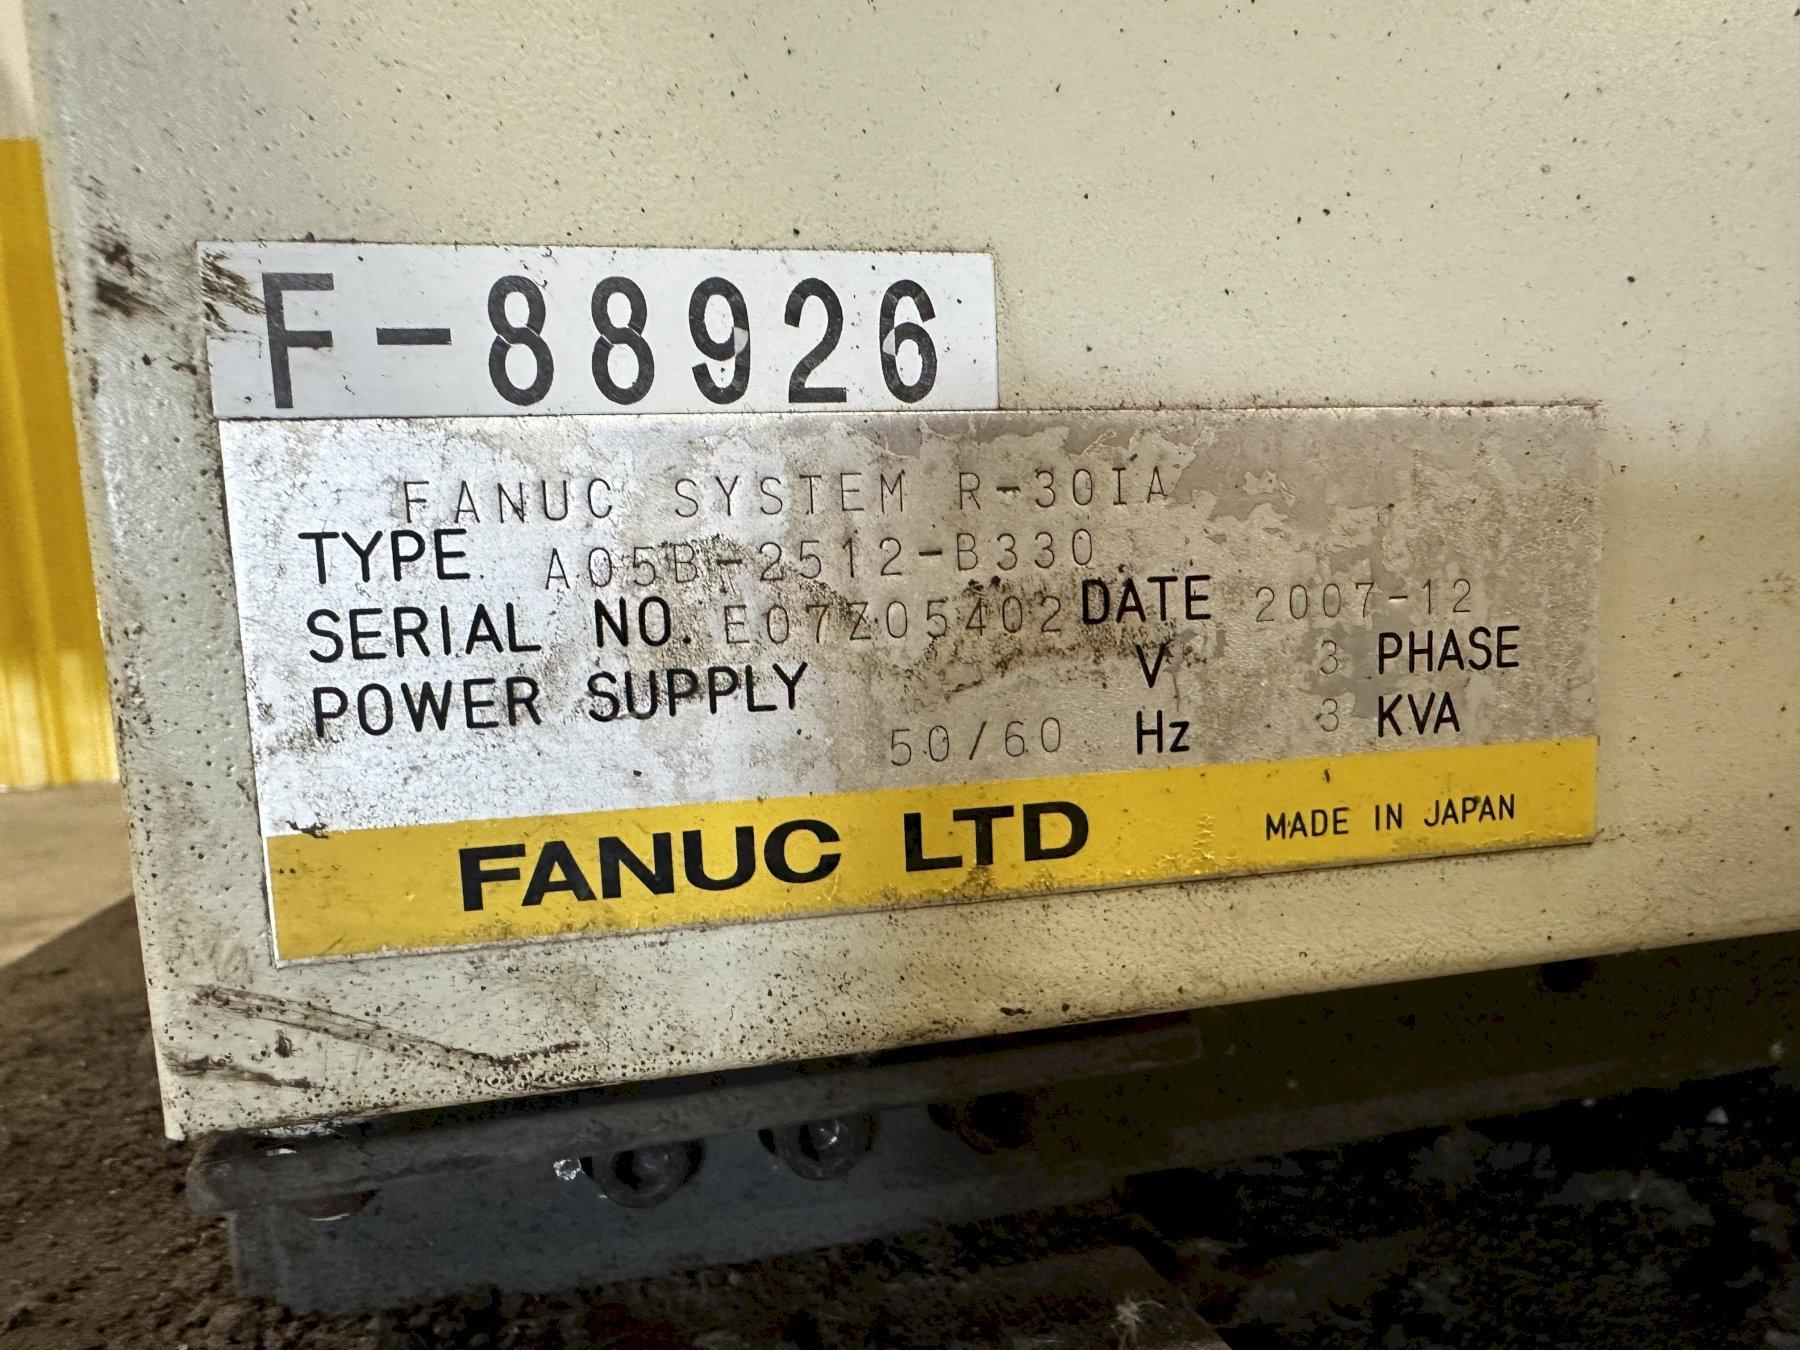 F-88926
FANUC SYSTEM R-30IA
TYPE A05B-2512-B330
SERIAL NO. E07Z05402 DATE 2007-12
POWER SUPPLY V 3 PHASE
50/60 Hz 3 KVA
FANUC LTD MADE IN JAPAN